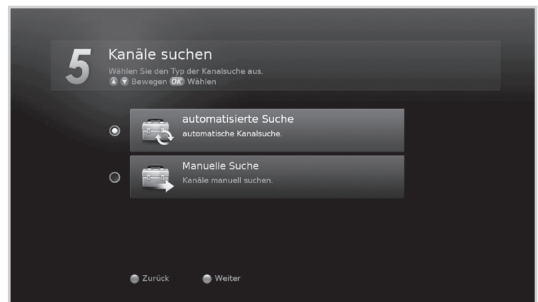 5
Kanäle suchen
Wählen Sie den Typ der Kanalsuche aus.
Bewegen OK Wählen
automatisierte Suche
automatische Kanalsuche.
Manuelle Suche
Kanäle manuell suchen.
Zurück Weiter